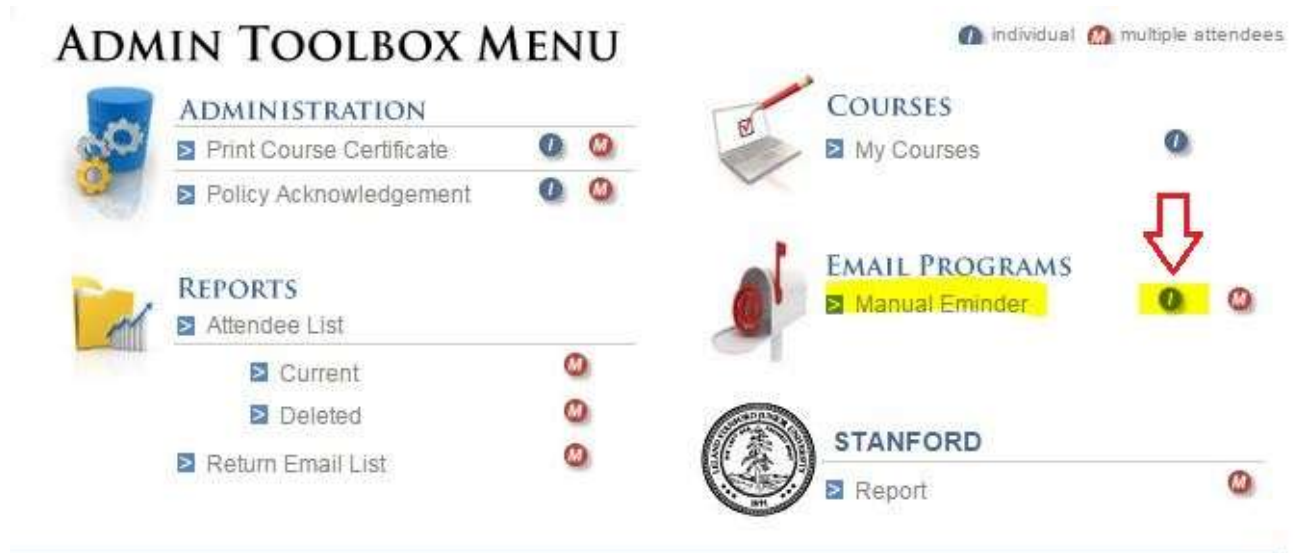 ADMIN TOOLBOX MENU
I individual M multiple attendees
ADMINISTRATION
> Print Course Certificate I M
> Policy Acknowledgement I M
REPORTS
> Attendee List
> Current M
> Deleted M
> Return Email List M
COURSES
> My Courses I
EMAIL PROGRAMS
> Manual Eminder I M
STANFORD
> Report M